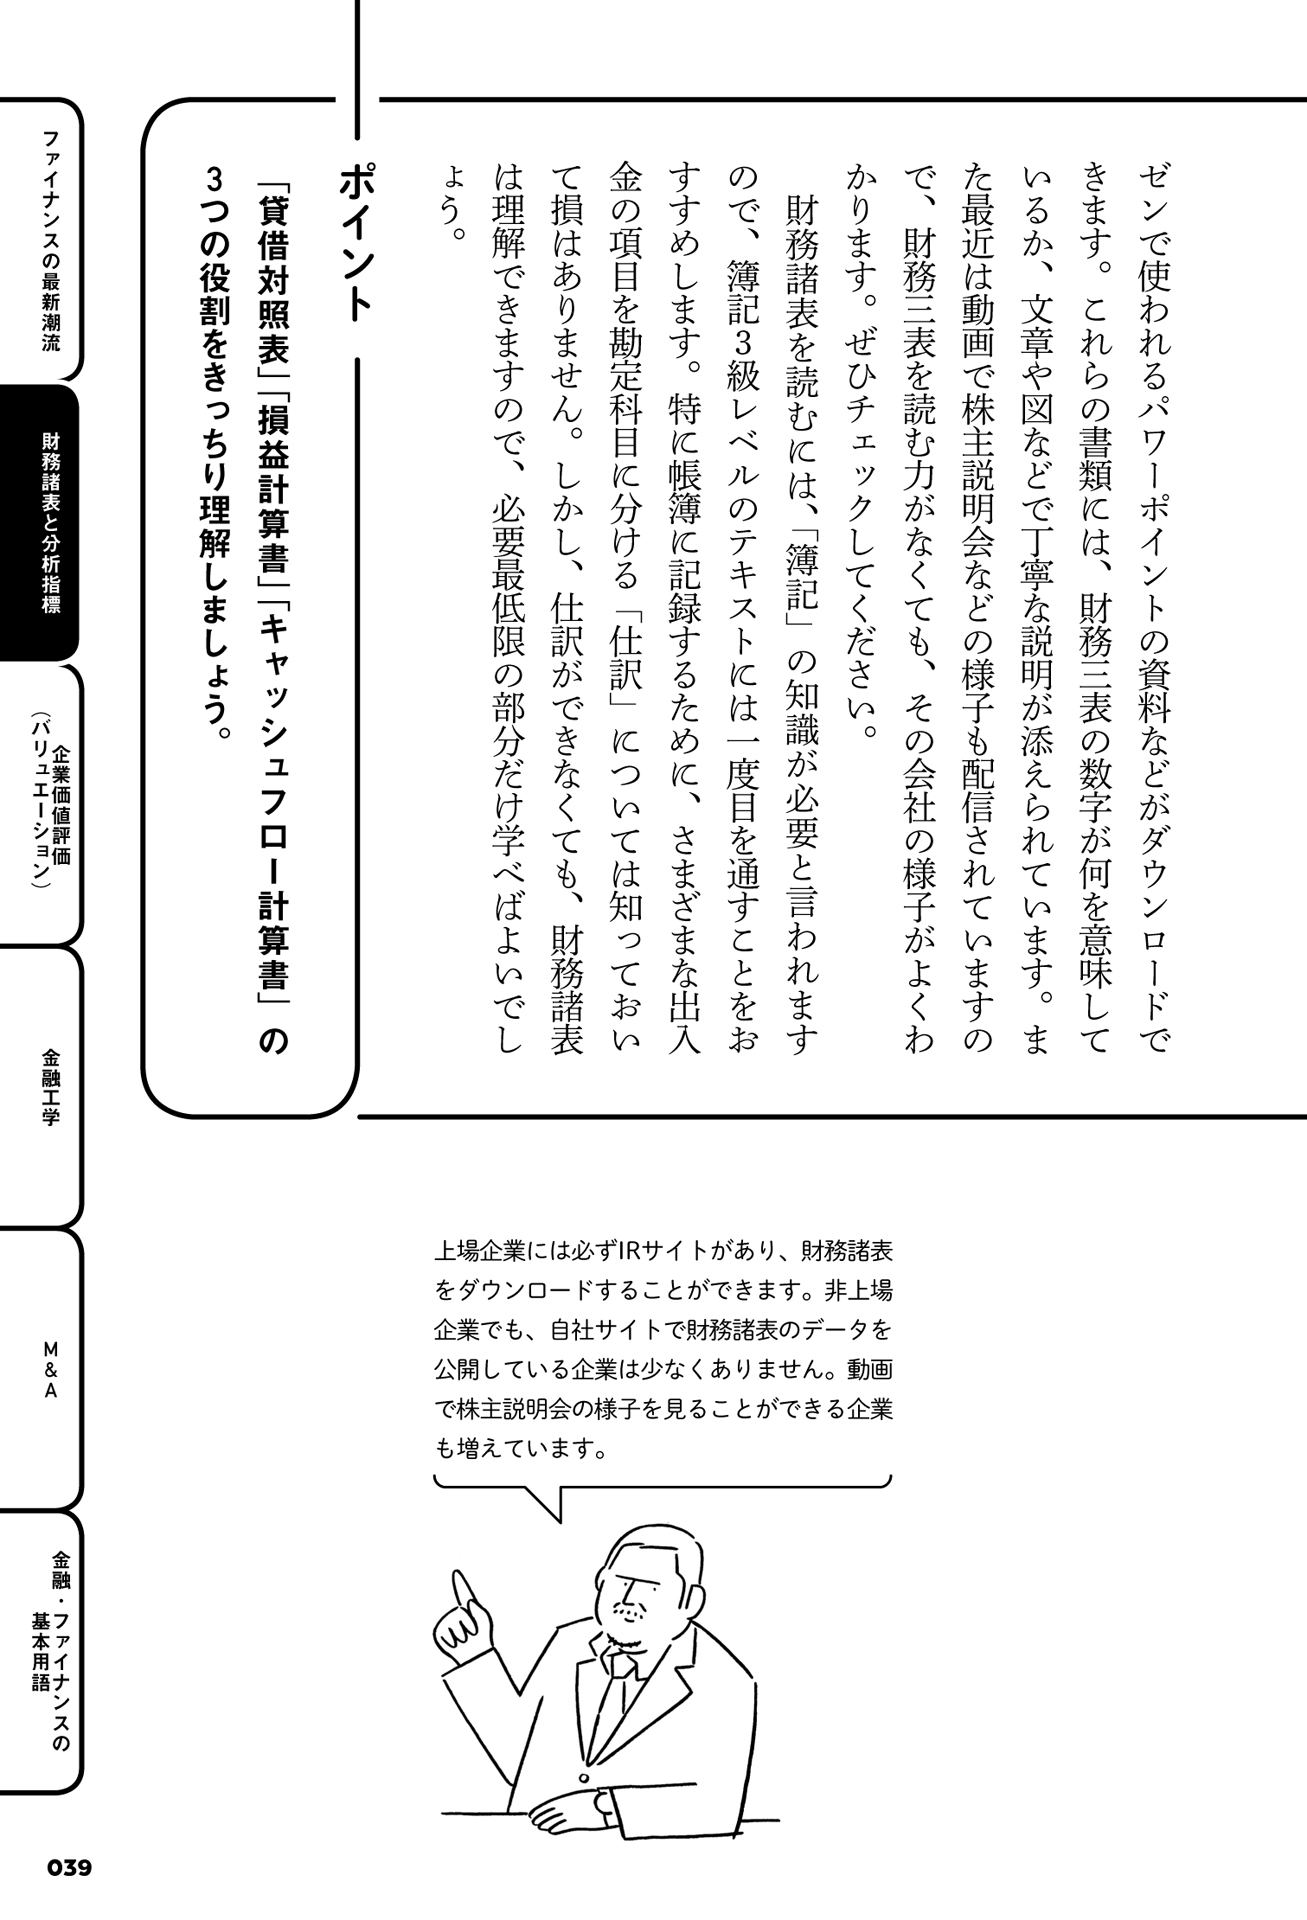 ゼンで使われるパワーポイントの資料などがダウンロードで
きます。これらの書類には、財務三表の数字が何を意味して
いるか、文章や図などで丁寧な説明が添えられています。ま
た最近は動画で株主説明会などの様子も配信されていますの
で、財務三表を読む力がなくても、その会社の様子がよくわ
かります。ぜひチェックしてください。
財務諸表を読むには、「簿記」の知識が必要と言われます
ので、簿記3級レベルのテキストには一度目を通すことをお
すすめします。特に帳簿に記録するために、さまざまな出入
金の項目を勘定科目に分ける「仕訳」については知っておい
て損はありません。しかし、仕訳ができなくても、財務諸表
は理解できますので、必要最低限の部分だけ学べばよいでし
ょう。
ポイント
「貸借対照表」「損益計算書」「キャッシュフロー計算書」の
3つの役割をきっちり理解しましょう。
上場企業には必ずIRサイトがあり、財務諸表
をダウンロードすることができます。非上場
企業でも、自社サイトで財務諸表のデータを
公開している企業は少なくありません。動画
で株主説明会の様子を見ることができる企業
も増えています。
ファイナンスの最新潮流
財務諸表と分析指標
企業価値評価
（バリュエーション）
金融工学
M&A
金融・ファイナンスの
基本用語
039